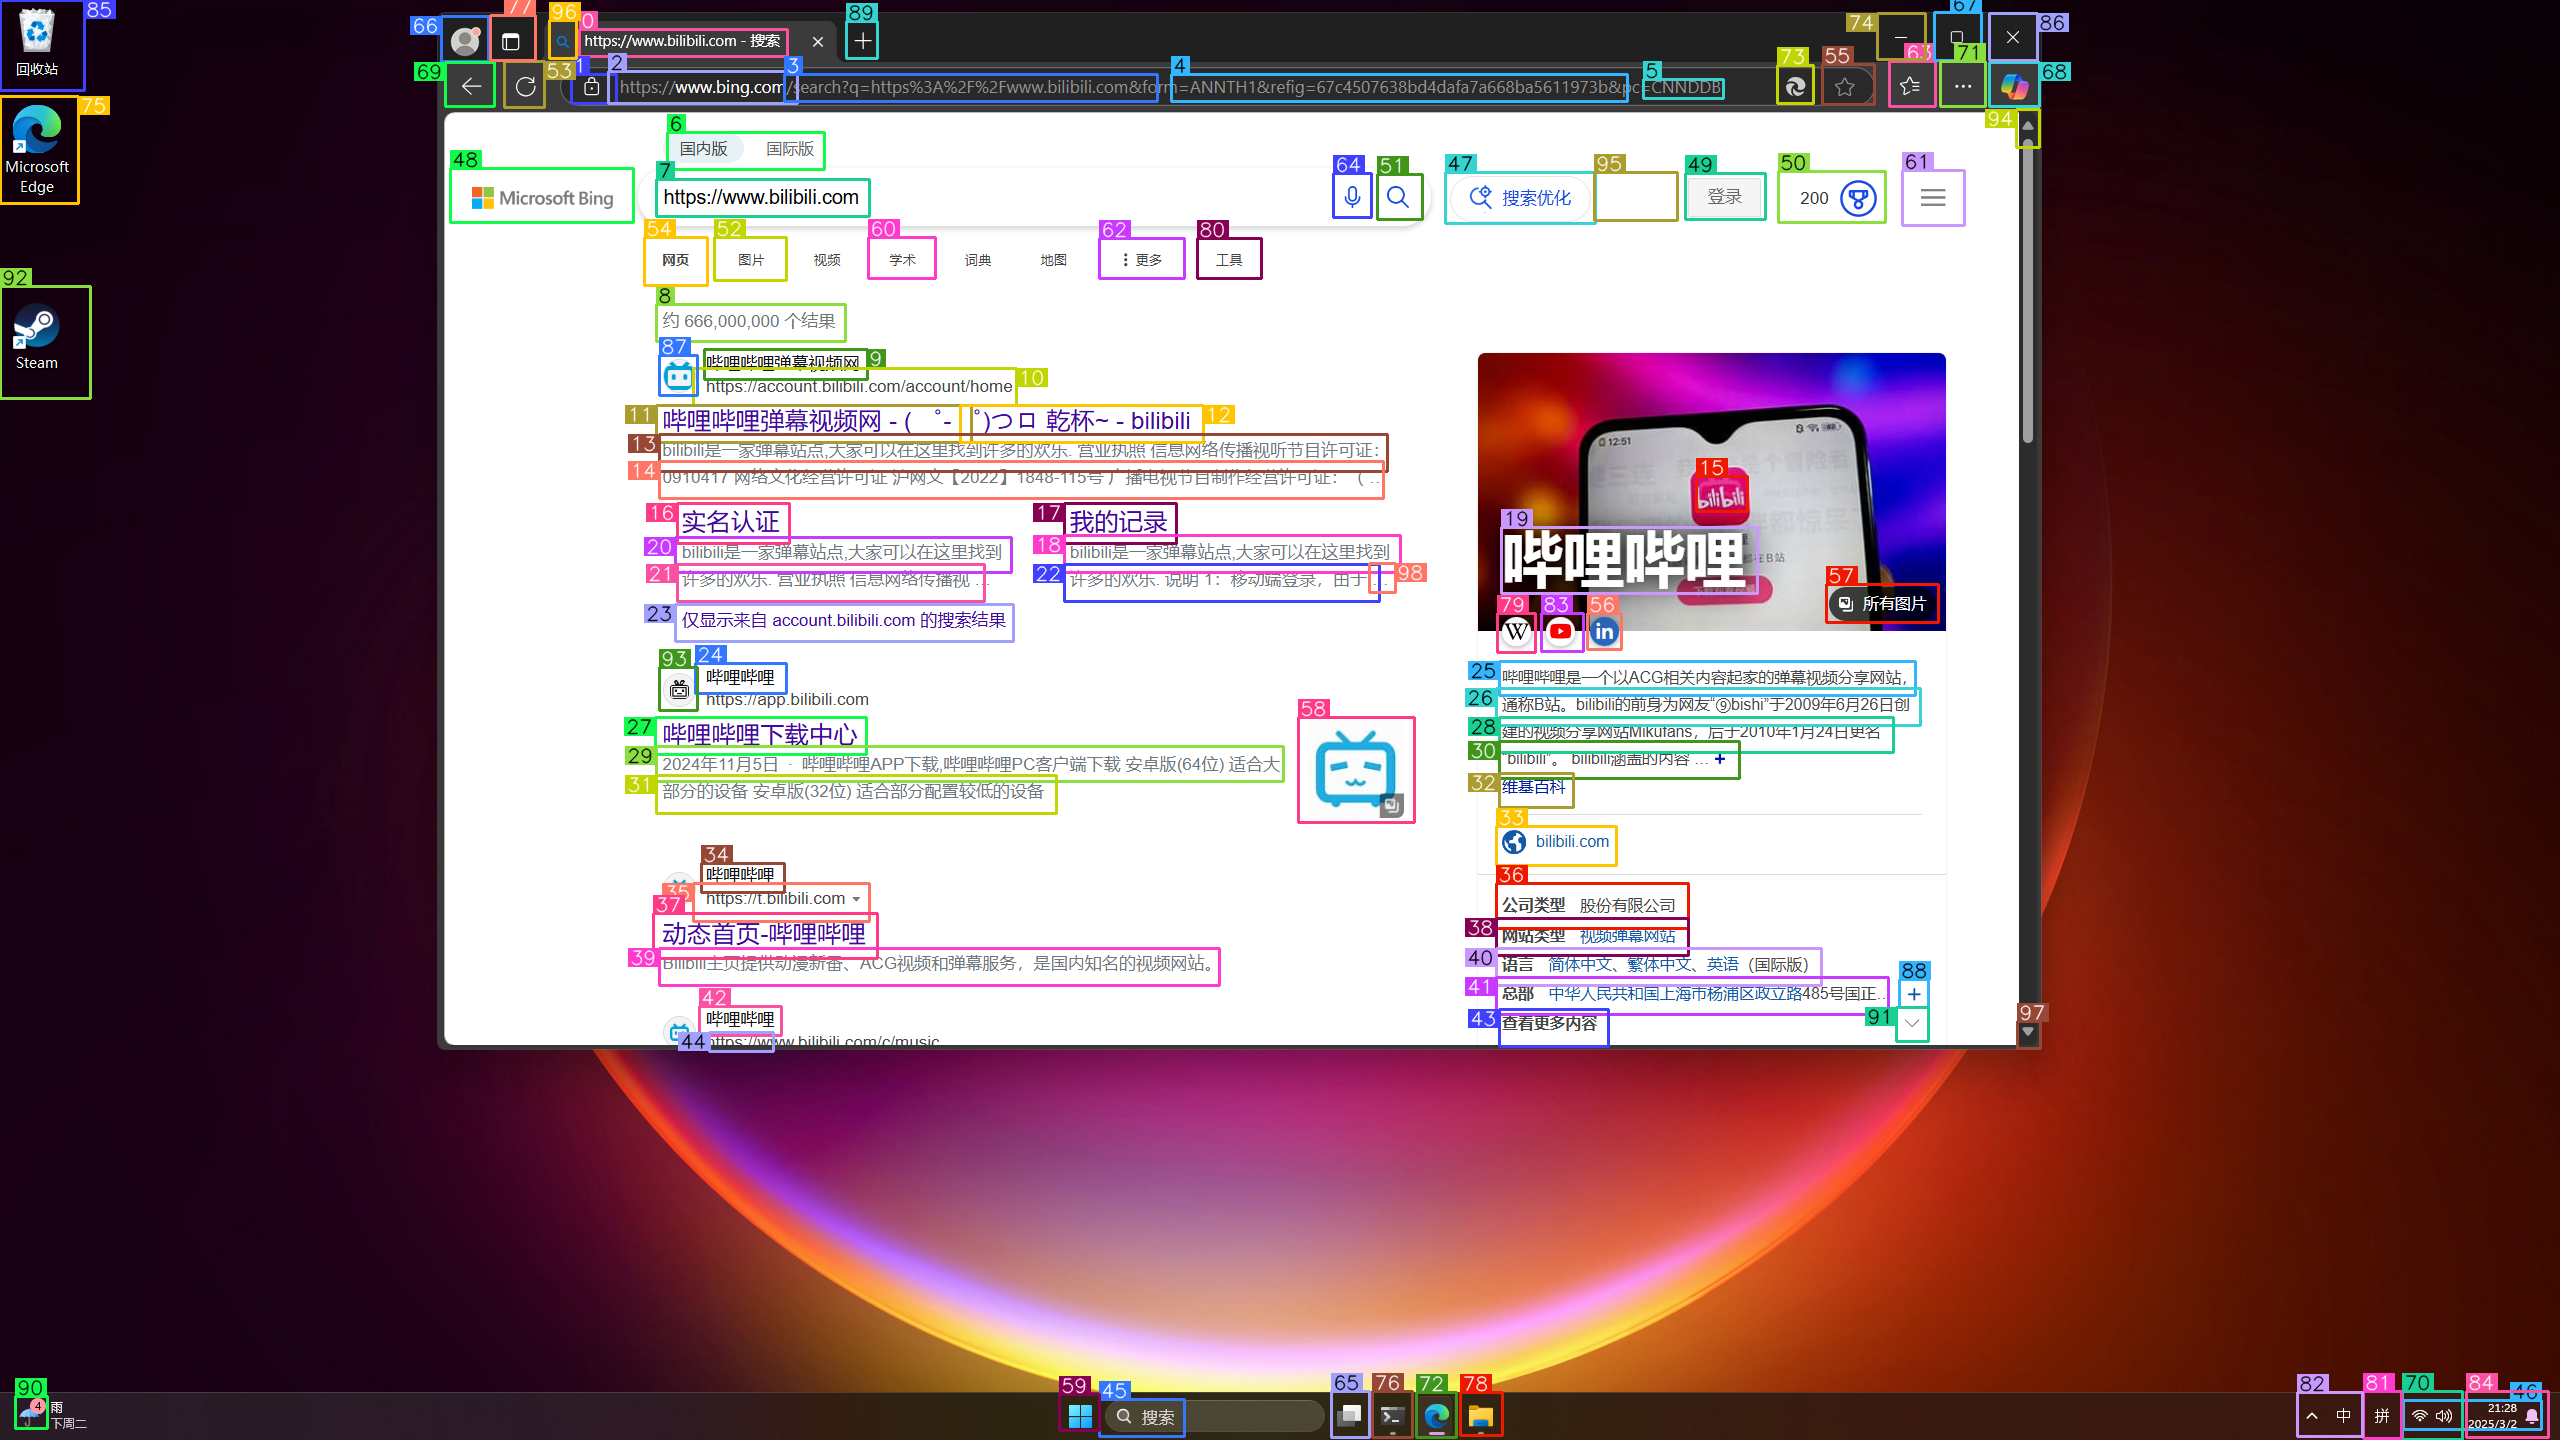 85
回收站
75
Microsoft
Edge
92
Steam
66
77
96
0
https://www.bilibili.com - 搜索
89
74
67
86
69
53
1
2
https://www.bing.com
3
/search?q=https%3A%2F%2Fwww.bilibili.com&form=ANNTH1&refig=67c4507638bd4dafa7a668ba5611973b&pc=CNNDDB
4
5
73
55
63
71
68
94
6
国内版 国际版
48
Microsoft Bing
7
https://www.bilibili.com
64
51
47
搜索优化
95
49
登录
50
200
61
54
网页
52
图片
视频
60
学术
词典
地图
62
更多
80
工具
8
约 666,000,000 个结果
87
哔哩哔哩弹幕视频网
9
https://account.bilibili.com/account/home
10
11
哔哩哔哩弹幕视频网 - ( ゜- ゜)つロ 乾杯~ - bilibili
12
13
bilibili是一家弹幕站点,大家可以在这里找到许多的欢乐. 营业执照 信息网络传播视听节目许可证：
14
0910417 网络文化经营许可证 沪网文【2022】1848-115号 广播电视节目制作经营许可证：（ …
16
实名认证
17
我的记录
20
bilibili是一家弹幕站点,大家可以在这里找到
18
bilibili是一家弹幕站点,大家可以在这里找到
21
许多的欢乐. 营业执照 信息网络传播视 …
22
许多的欢乐. 说明 1：移动端登录，由于 …
98
23
仅显示来自 account.bilibili.com 的搜索结果
93
24
哔哩哔哩
https://app.bilibili.com
27
哔哩哔哩下载中心
29
2024年11月5日 · 哔哩哔哩APP下载,哔哩哔哩PC客户端下载 安卓版(64位) 适合大
31
部分的设备 安卓版(32位) 适合部分配置较低的设备
58
34
哔哩哔哩
35
https://t.bilibili.com
37
动态首页-哔哩哔哩
39
Bilibili主页提供动漫新番、ACG视频和弹幕服务，是国内知名的视频网站。
42
哔哩哔哩
44
https://www.bilibili.com/c/music
12:51
15
bilibili
19
哔哩哔哩
57
所有图片
79
W
83
56
in
25
哔哩哔哩是一个以ACG相关内容起家的弹幕视频分享网站，
26
通称B站。bilibili的前身为网友“⑨bishi”于2009年6月26日创
28
建的视频分享网站Mikufans，后于2010年1月24日更名
30
“bilibili”。 bilibili涵盖的内容 … +
32
维基百科
33
bilibili.com
36
公司类型 股份有限公司
38
网站类型 视频弹幕网站
40
语言 简体中文、繁体中文、英语（国际版）
88
41
总部 中华人民共和国上海市杨浦区政立路485号国正…
43
查看更多内容
91
97
90
4
雨
下周二
59
45
搜索
65
76
72
78
82
中
81
拼
70
84
46
21:28
2025/3/2